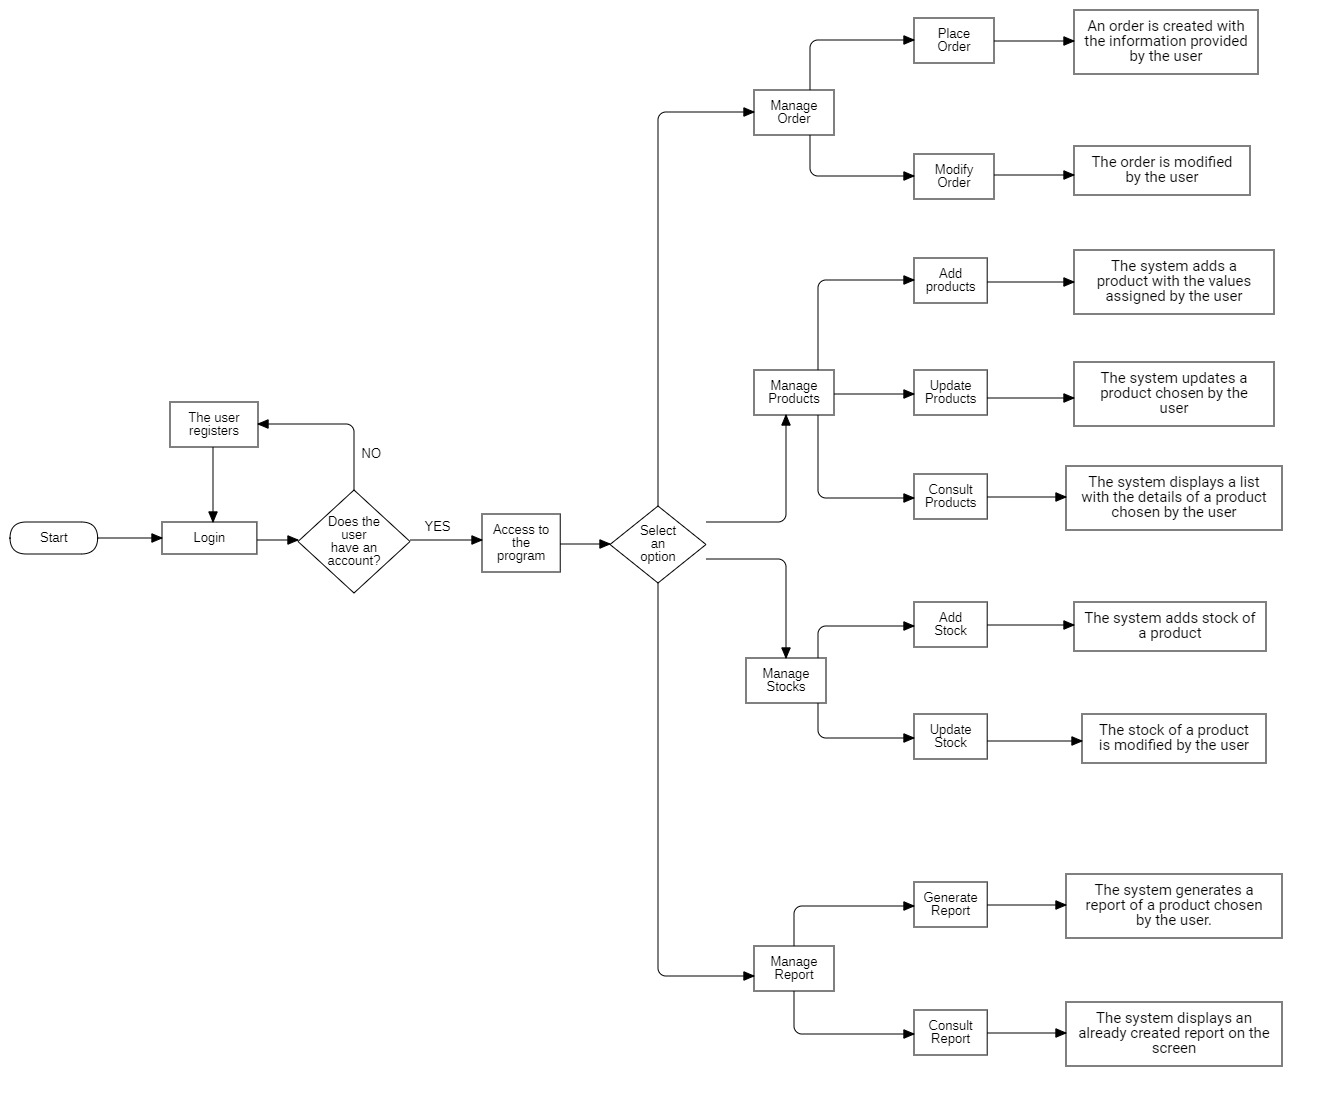 Start
Login
The user
registers
Does the
user
have an
account?
NO
YES
Access to
the
program
Select
an
option
Manage
Order
Place
Order
An order is created with
the information provided
by the user
Modify
Order
The order is modified
by the user
Manage
Products
Add
products
The system adds a
product with the values
assigned by the user
Update
Products
The system updates a
product chosen by the
user
Consult
Products
The system displays a list
with the details of a product
chosen by the user
Manage
Stocks
Add
Stock
The system adds stock of
a product
Update
Stock
The stock of a product
is modified by the user
Manage
Report
Generate
Report
The system generates a
report of a product chosen
by the user.
Consult
Report
The system displays an
already created report on the
screen